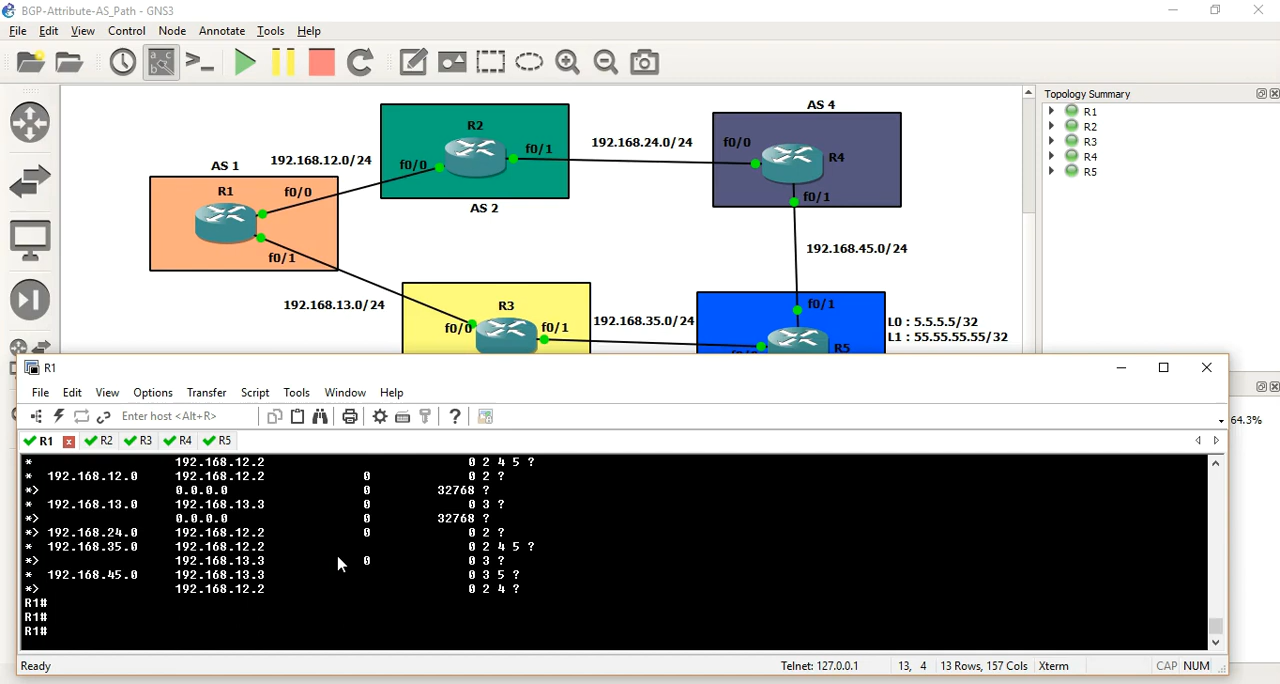 BGP-Attribute-AS_Path - GNS3
File Edit View Control Node Annotate Tools Help
Topology Summary
R1
R2
R3
R4
R5
AS 1
R1
f0/0
f0/1
192.168.12.0/24
192.168.13.0/24
R2
f0/0
f0/1
AS 2
192.168.24.0/24
AS 4
f0/0
R4
f0/1
192.168.45.0/24
R3
f0/0
f0/1
192.168.35.0/24
f0/1
R5
L0 : 5.5.5.5/32
L1 : 55.55.55.55/32
64.3%
R1
File Edit View Options Transfer Script Tools Window Help
Enter host <Alt+R>
R1 R2 R3 R4 R5
* 192.168.12.2 0 2 4 5 ?
* 192.168.12.0 192.168.12.2 0 0 2 ?
*> 0.0.0.0 0 32768 ?
* 192.168.13.0 192.168.13.3 0 0 3 ?
*> 0.0.0.0 0 32768 ?
*> 192.168.24.0 192.168.12.2 0 0 2 ?
* 192.168.35.0 192.168.12.2 0 2 4 5 ?
*> 192.168.13.3 0 0 3 ?
* 192.168.45.0 192.168.13.3 0 3 5 ?
*> 192.168.12.2 0 2 4 ?
R1#
R1#
R1#
Ready Telnet: 127.0.0.1 13, 4 13 Rows, 157 Cols Xterm CAP NUM